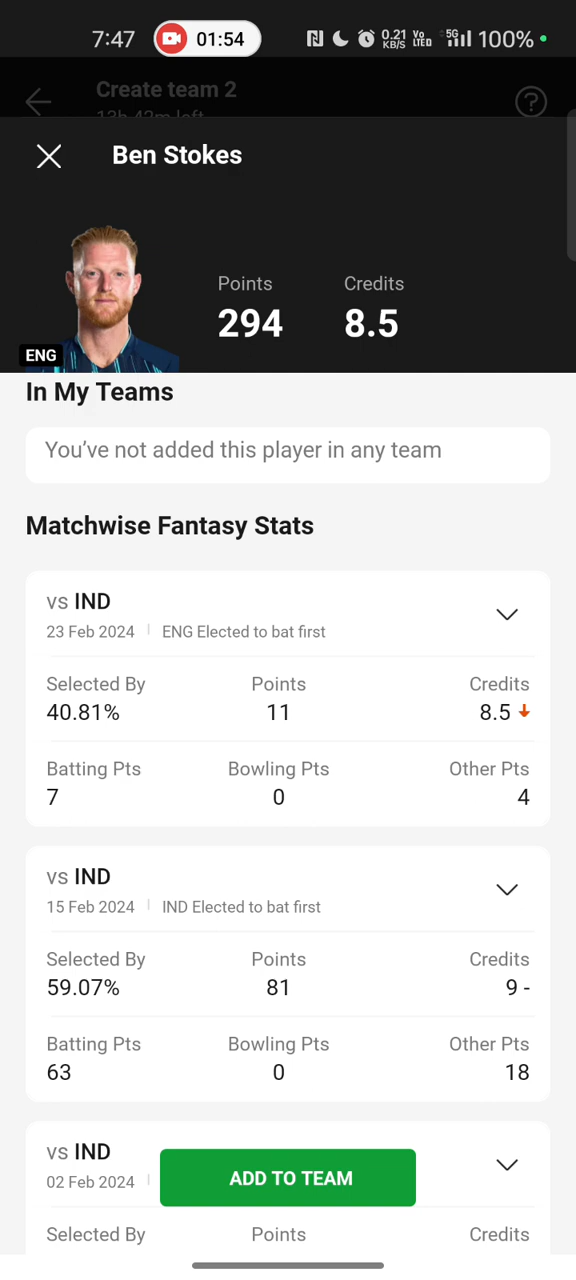 7:47 01:54 0.21 KB/S Vo LTED 5G 100%
Create team 2
13h 42m left
Ben Stokes
Points Credits
294 8.5
ENG
In My Teams
You've not added this player in any team
Matchwise Fantasy Stats
vs IND
23 Feb 2024 ENG Elected to bat first
Selected By Points Credits
40.81% 11 8.5
Batting Pts Bowling Pts Other Pts
7 0 4
vs IND
15 Feb 2024 IND Elected to bat first
Selected By Points Credits
59.07% 81 9 -
Batting Pts Bowling Pts Other Pts
63 0 18
vs IND
02 Feb 2024
ADD TO TEAM
Selected By Points Credits